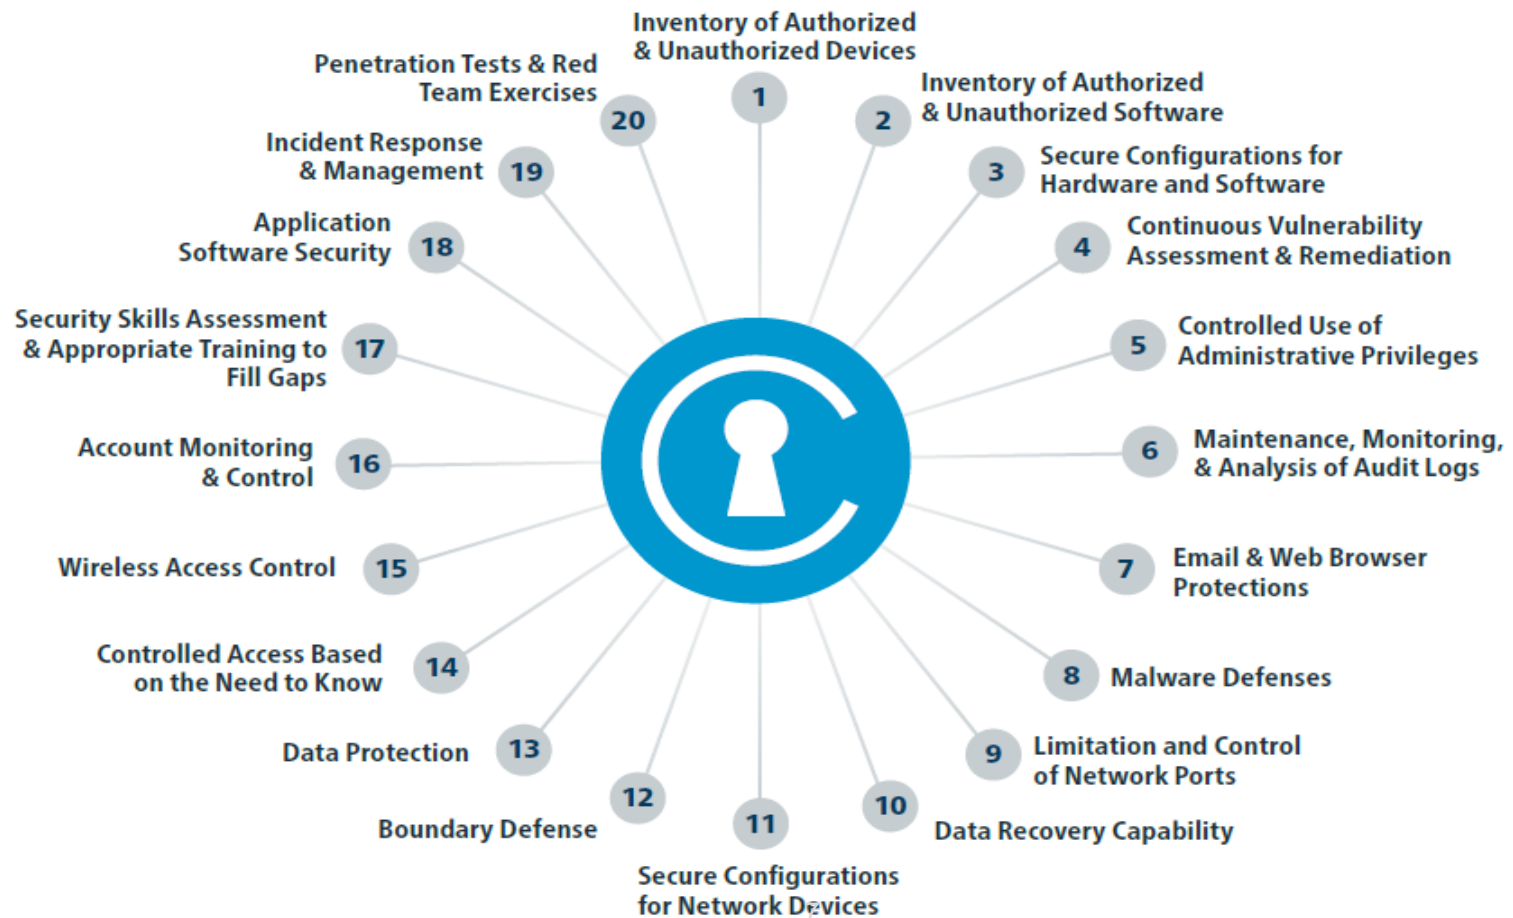 1
Inventory of Authorized
& Unauthorized Devices
2
Inventory of Authorized
& Unauthorized Software
3
Secure Configurations for
Hardware and Software
4
Continuous Vulnerability
Assessment & Remediation
5
Controlled Use of
Administrative Privileges
6
Maintenance, Monitoring,
& Analysis of Audit Logs
7
Email & Web Browser
Protections
8
Malware Defenses
9
Limitation and Control
of Network Ports
10
Data Recovery Capability
11
Secure Configurations
for Network Devices
12
Boundary Defense
13
Data Protection
14
Controlled Access Based
on the Need to Know
15
Wireless Access Control
16
Account Monitoring
& Control
17
Security Skills Assessment
& Appropriate Training to
Fill Gaps
18
Application
Software Security
19
Incident Response
& Management
20
Penetration Tests & Red
Team Exercises